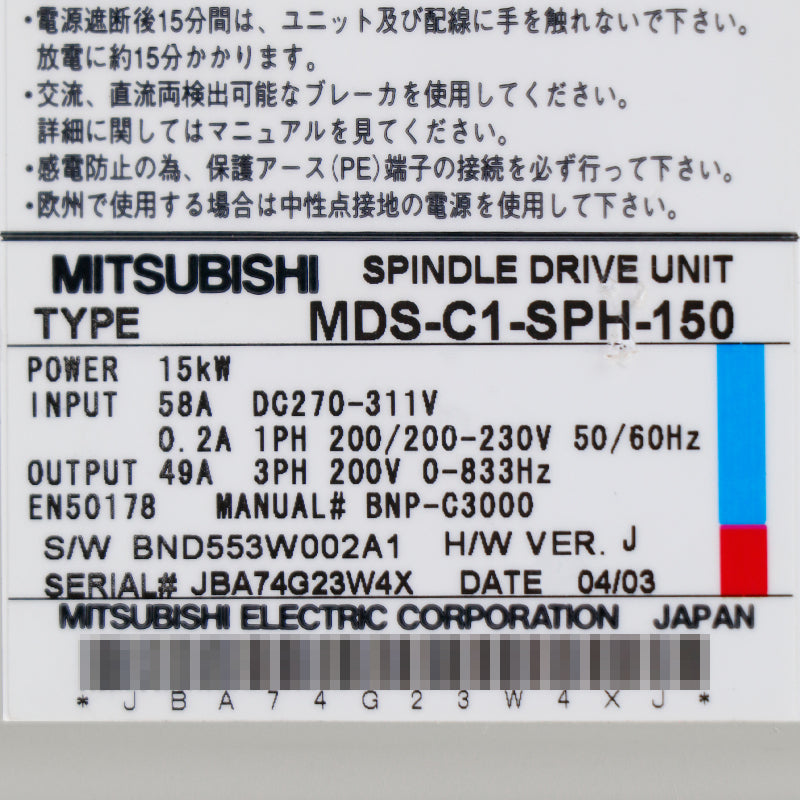 ・電源遮断後15分間は、ユニット及び配線に手を触れないで下さい。
放電に約15分かかります。
・交流、直流両検出可能なブレーカを使用してください。
詳細に関してはマニュアルを見てください。
・感電防止の為、保護アース(PE)端子の接続を必ず行って下さい。
・欧州で使用する場合は中性点接地の電源を使用して下さい。
MITSUBISHI SPINDLE DRIVE UNIT
TYPE MDS-C1-SPH-150
POWER 15kW
INPUT 58A DC270-311V
0.2A 1PH 200/200-230V 50/60Hz
OUTPUT 49A 3PH 200V 0-833Hz
EN50178 MANUAL# BNP-C3000
S/W BND553W002A1 H/W VER. J
SERIAL# JBA74G23W4X DATE 04/03
MITSUBISHI ELECTRIC CORPORATION JAPAN
* J B A 7 4 G 2 3 W 4 X J *